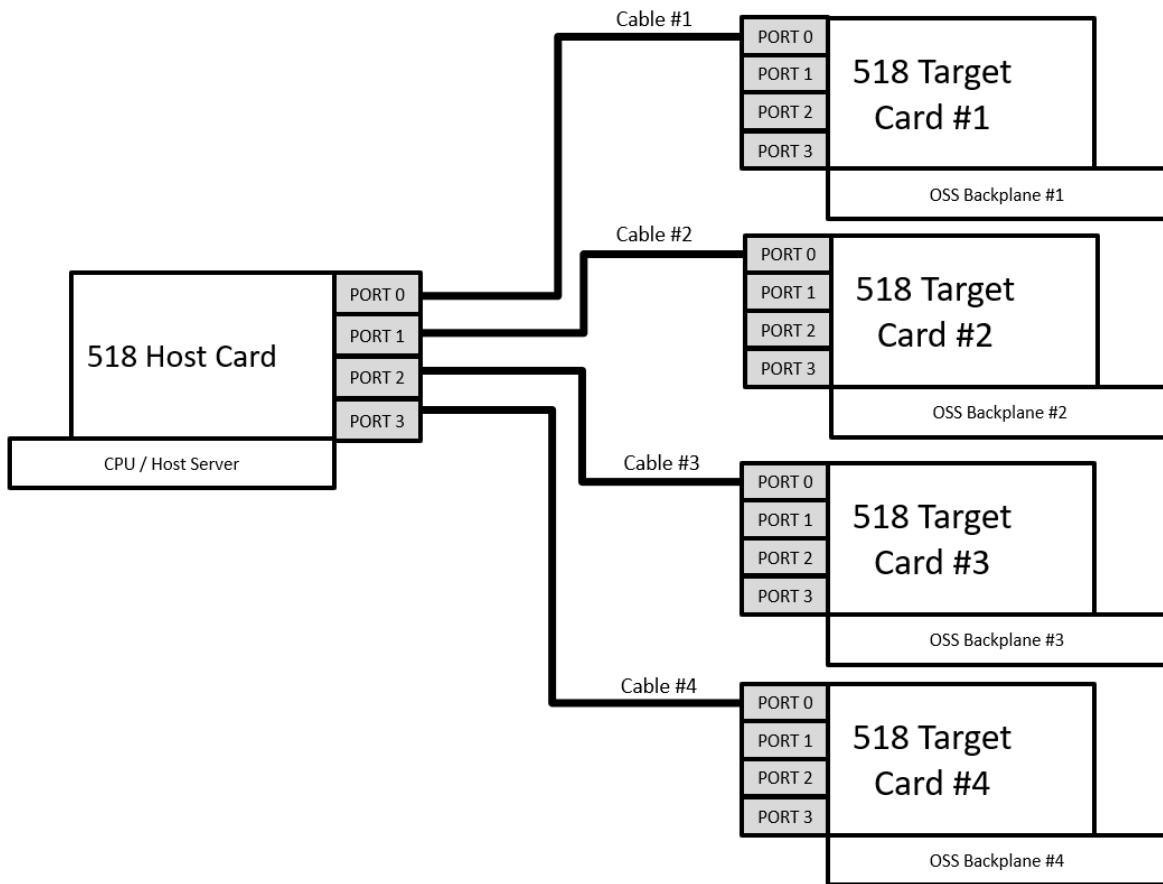 Cable #1
PORT 0
PORT 1
PORT 2
PORT 3
518 Target
Card #1
OSS Backplane #1
Cable #2
PORT 0
PORT 1
PORT 2
PORT 3
518 Target
Card #2
OSS Backplane #2
518 Host Card
PORT 0
PORT 1
PORT 2
PORT 3
CPU / Host Server
Cable #3
PORT 0
PORT 1
PORT 2
PORT 3
518 Target
Card #3
OSS Backplane #3
Cable #4
PORT 0
PORT 1
PORT 2
PORT 3
518 Target
Card #4
OSS Backplane #4